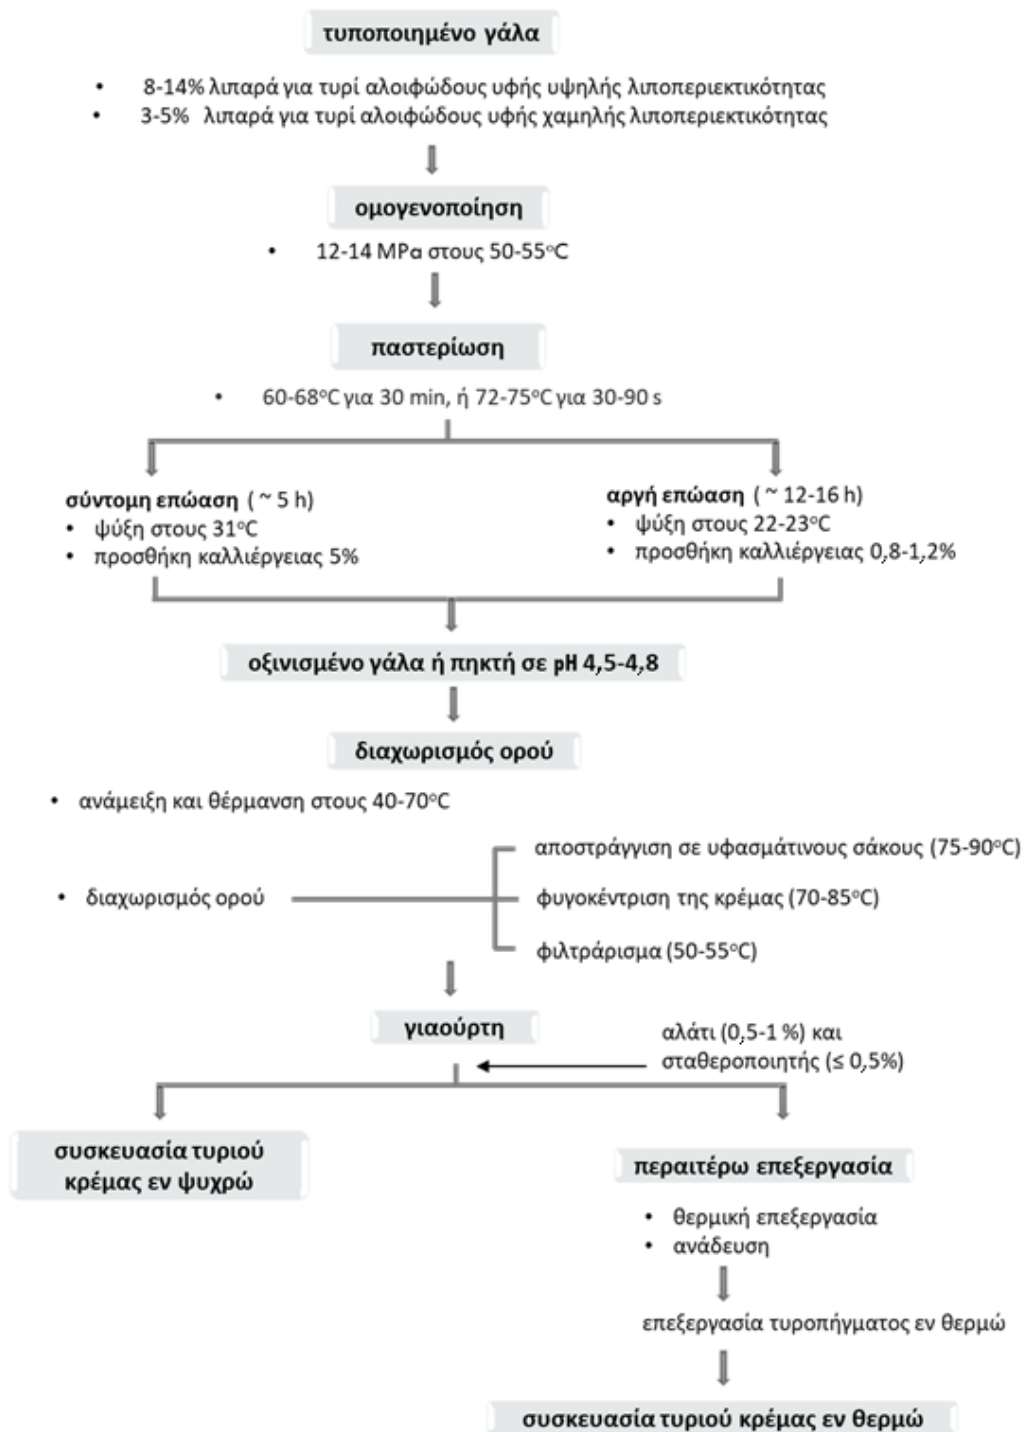 τυποποιημένο γάλα
• 8-14% λιπαρά για τυρί αλοιφώδους υφής υψηλής λιποπεριεκτικότητας
• 3-5% λιπαρά για τυρί αλοιφώδους υφής χαμηλής λιποπεριεκτικότητας
ομογενοποίηση
• 12-14 MPa στους 50-55°C
παστερίωση
• 60-68°C για 30 min, ή 72-75°C για 30-90 s
σύντομη επώαση ( ~ 5 h)
• ψύξη στους 31°C
• προσθήκη καλλιέργειας 5%
αργή επώαση ( ~ 12-16 h)
• ψύξη στους 22-23°C
• προσθήκη καλλιέργειας 0,8-1,2%
οξινισμένο γάλα ή πηκτή σε pH 4,5-4,8
διαχωρισμός ορού
• ανάμειξη και θέρμανση στους 40-70°C
• διαχωρισμός ορού
αποστράγγιση σε υφασμάτινους σάκους (75-90°C)
φυγοκέντριση της κρέμας (70-85°C)
φιλτράρισμα (50-55°C)
γιαούρτη
αλάτι (0,5-1 %) και
σταθεροποιητής (≤ 0,5%)
συσκευασία τυριού
κρέμας εν ψυχρώ
περαιτέρω επεξεργασία
• θερμική επεξεργασία
• ανάδευση
επεξεργασία τυροπήγματος εν θερμώ
συσκευασία τυριού κρέμας εν θερμώ